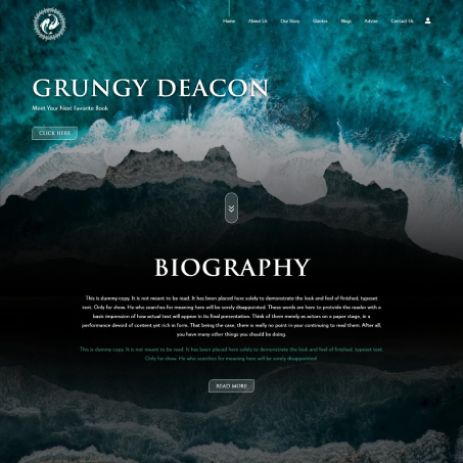 Home About Us Our Story Quotes Blogs Advise Contact Us
GRUNGY DEACON
Meet Your Next Favorite Book
CLICK HERE
BIOGRAPHY
This is dummy copy. It is not meant to be read. It has been placed here solely to demonstrate the look and feel of finished, typeset
text. Only for show. He who searches for meaning here will be sorely disappointed. These words are here to provide the reader with a
basic impression of how actual text will appear in its final presentation. Think of them merely as actors on a paper stage, in a
performance devoid of content yet rich in form. That being the case, there is really no point in your continuing to read them. After all,
you have many other things you should be doing.
This is dummy copy. It is not meant to be read. It has been placed here solely to demonstrate the look and feel of finished, typeset text.
Only for show. He who searches for meaning here will be sorely disappointed.
READ MORE